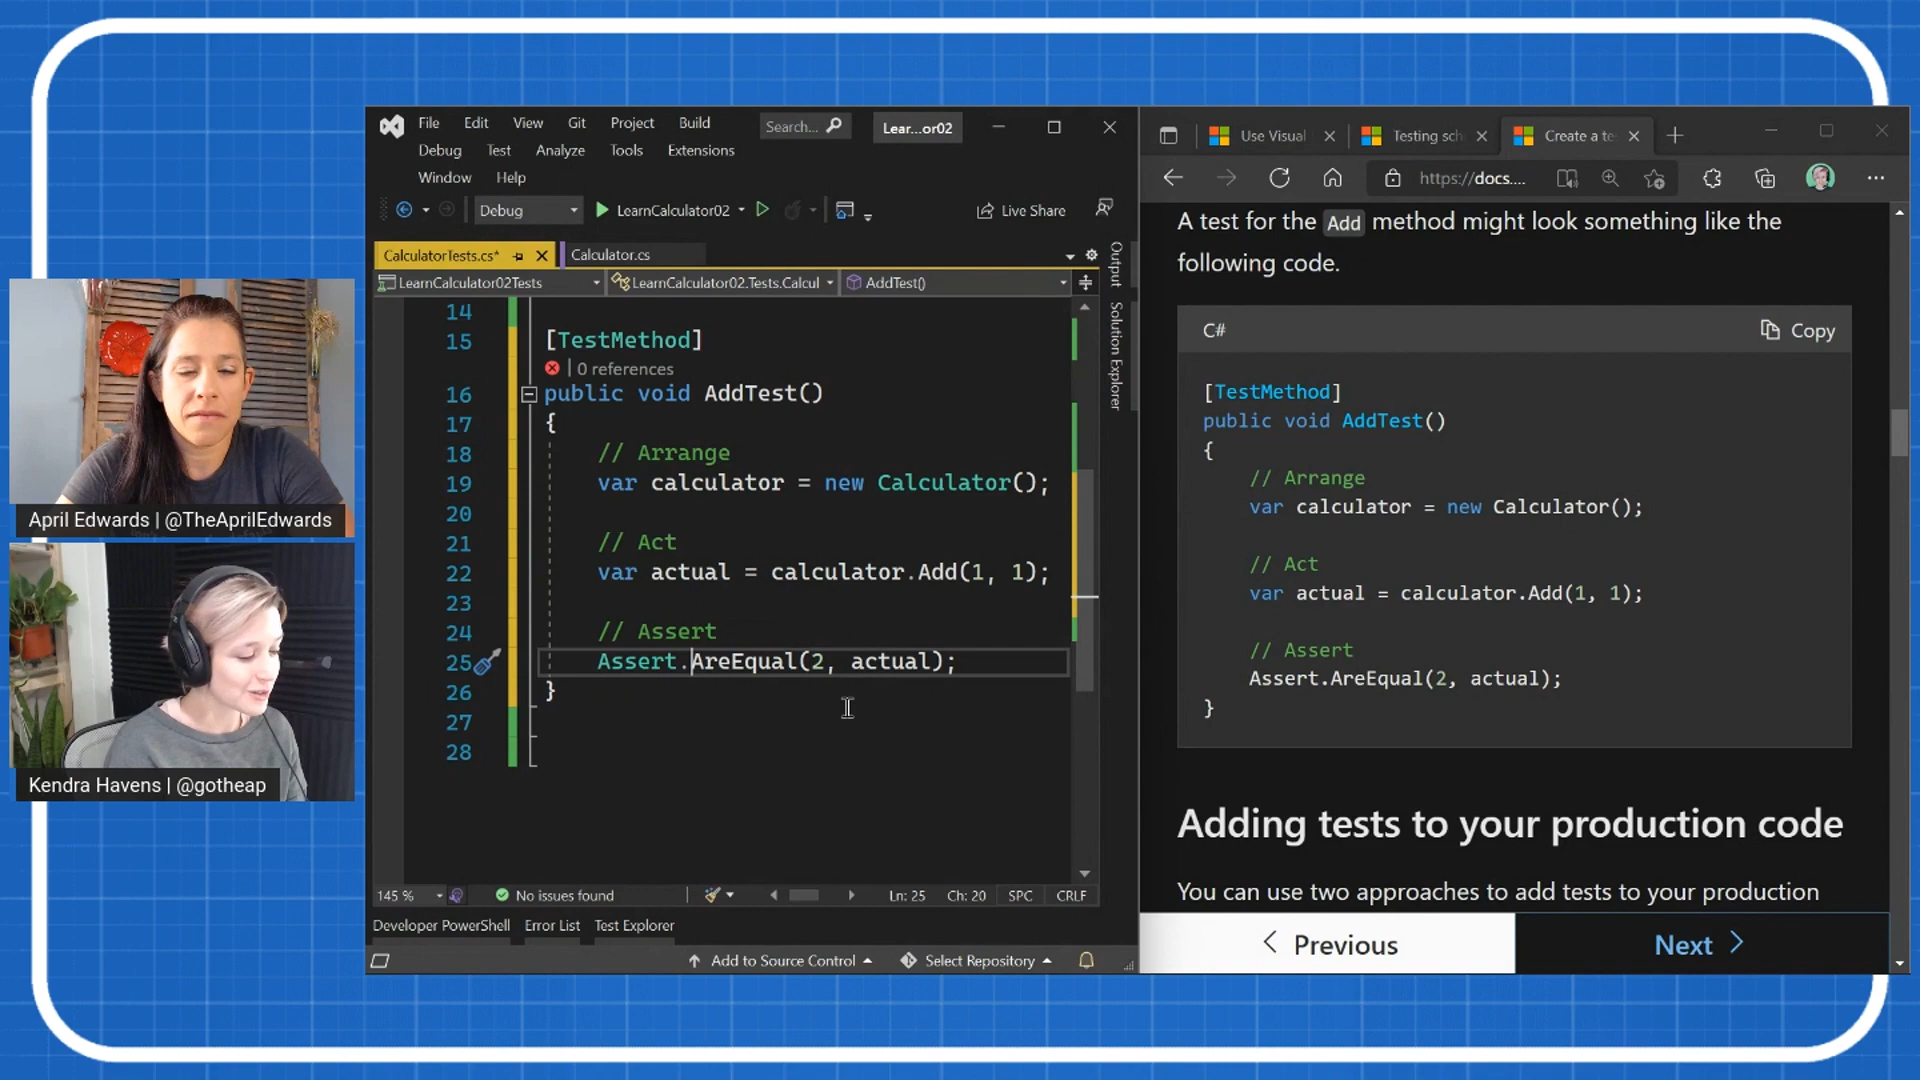 File Edit View Git Project Build
Debug Test Analyze Tools Extensions
Window Help
Search...
Lear...or02
Debug
LearnCalculator02
Live Share
CalculatorTests.cs*
Calculator.cs
LearnCalculator02Tests
LearnCalculator02.Tests.Calcul
AddTest()
Output
Solution Explorer
14
15 [TestMethod]
0 references
16 public void AddTest()
17 {
18 // Arrange
19 var calculator = new Calculator();
20
21 // Act
22 var actual = calculator.Add(1, 1);
23
24 // Assert
25 Assert.AreEqual(2, actual);
26 }
27
28
145 %
No issues found
Ln: 25 Ch: 20 SPC CRLF
Developer PowerShell Error List Test Explorer
Add to Source Control
Select Repository
April Edwards | @TheAprilEdwards
Kendra Havens | @gotheap
Use Visual
Testing sch
Create a te
https://docs....
A test for the Add method might look something like the
following code.
C#
Copy
[TestMethod]
public void AddTest()
{
// Arrange
var calculator = new Calculator();
// Act
var actual = calculator.Add(1, 1);
// Assert
Assert.AreEqual(2, actual);
}
Adding tests to your production code
You can use two approaches to add tests to your production
Previous
Next